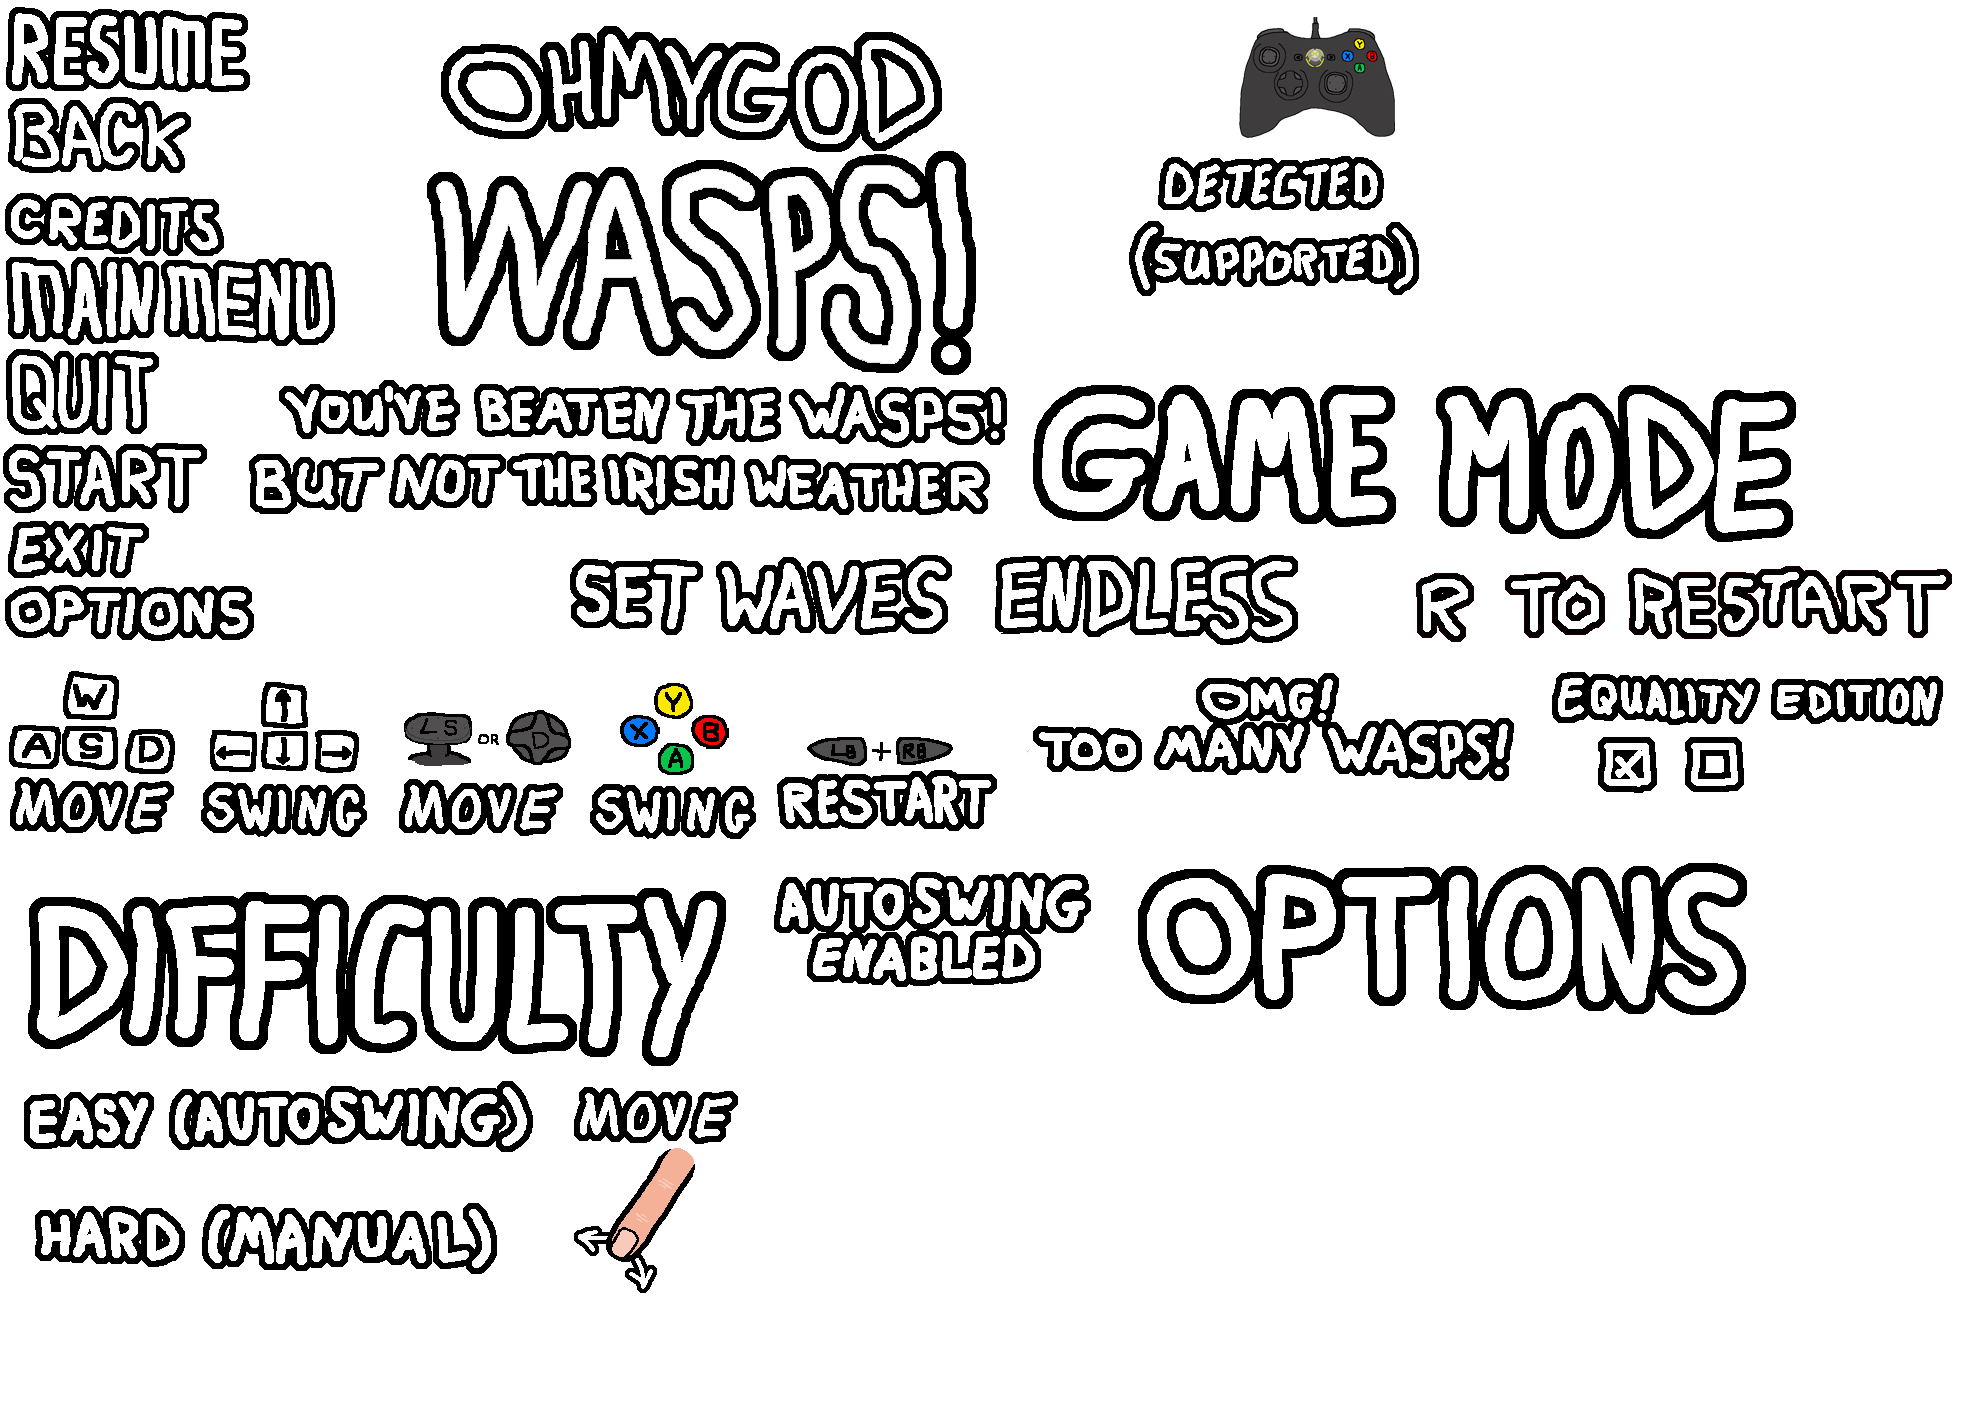 RESUME
BACK
CREDITS
MAIN MENU
QUIT
START
EXIT
OPTIONS
OHMYGOD
WASPS!
Y
X
B
A
DETECTED
(SUPPORTED)
YOU'VE BEATEN THE WASPS!
BUT NOT THE IRISH WEATHER
GAME MODE
SET WAVES
ENDLESS
R TO RESTART
W
A S D
MOVE
↑
← ↓ →
SWING
LS OR D
MOVE
Y
X B
A
SWING
LB + RB
RESTART
OMG!
TOO MANY WASPS!
EQUALITY EDITION
DIFFICULTY
AUTOSWING
ENABLED
OPTIONS
EASY (AUTOSWING)
HARD (MANUAL)
MOVE